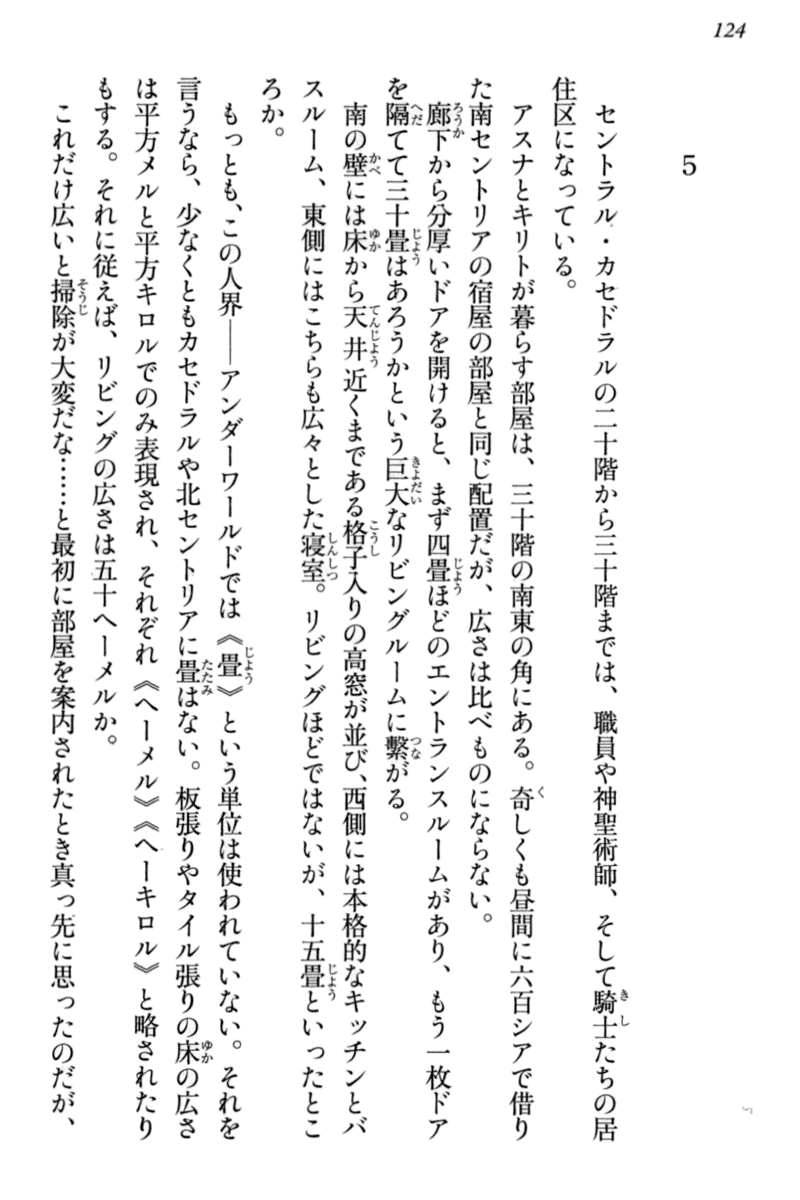 124
5
セントラル・カセドラルの二十階から三十階までは、職員や神聖術師、そして騎士たちの居
住区になっている。
アスナとキリトが暮らす部屋は、三十階の南東の角にある。奇しくも昼間に六百シアで借り
た南セントリアの宿屋の部屋と同じ配置だが、広さは比べものにならない。
廊下から分厚いドアを開けると、まず四畳ほどのエントランスルームがあり、もう一枚ドア
を隔てて三十畳はあろうかという巨大なリビングルームに繋がる。
南の壁には床から天井近くまである格子入りの高窓が並び、西側には本格的なキッチンとバ
スルーム、東側にはこちらも広々とした寝室。リビングほどではないが、十五畳といったとこ
ろか。
もっとも、この人界――アンダーワールドでは《畳》という単位は使われていない。それを
言うなら、少なくともカセドラルや北セントリアに畳はない。板張りやタイル張りの床の広さ
は平方メルと平方キロルでのみ表現され、それぞれ《ヘーメル》《ヘーキロル》と略されたり
もする。それに従えば、リビングの広さは五十ヘーメルか。
これだけ広いと掃除が大変だな……と最初に部屋を案内されたとき真っ先に思ったのだが、